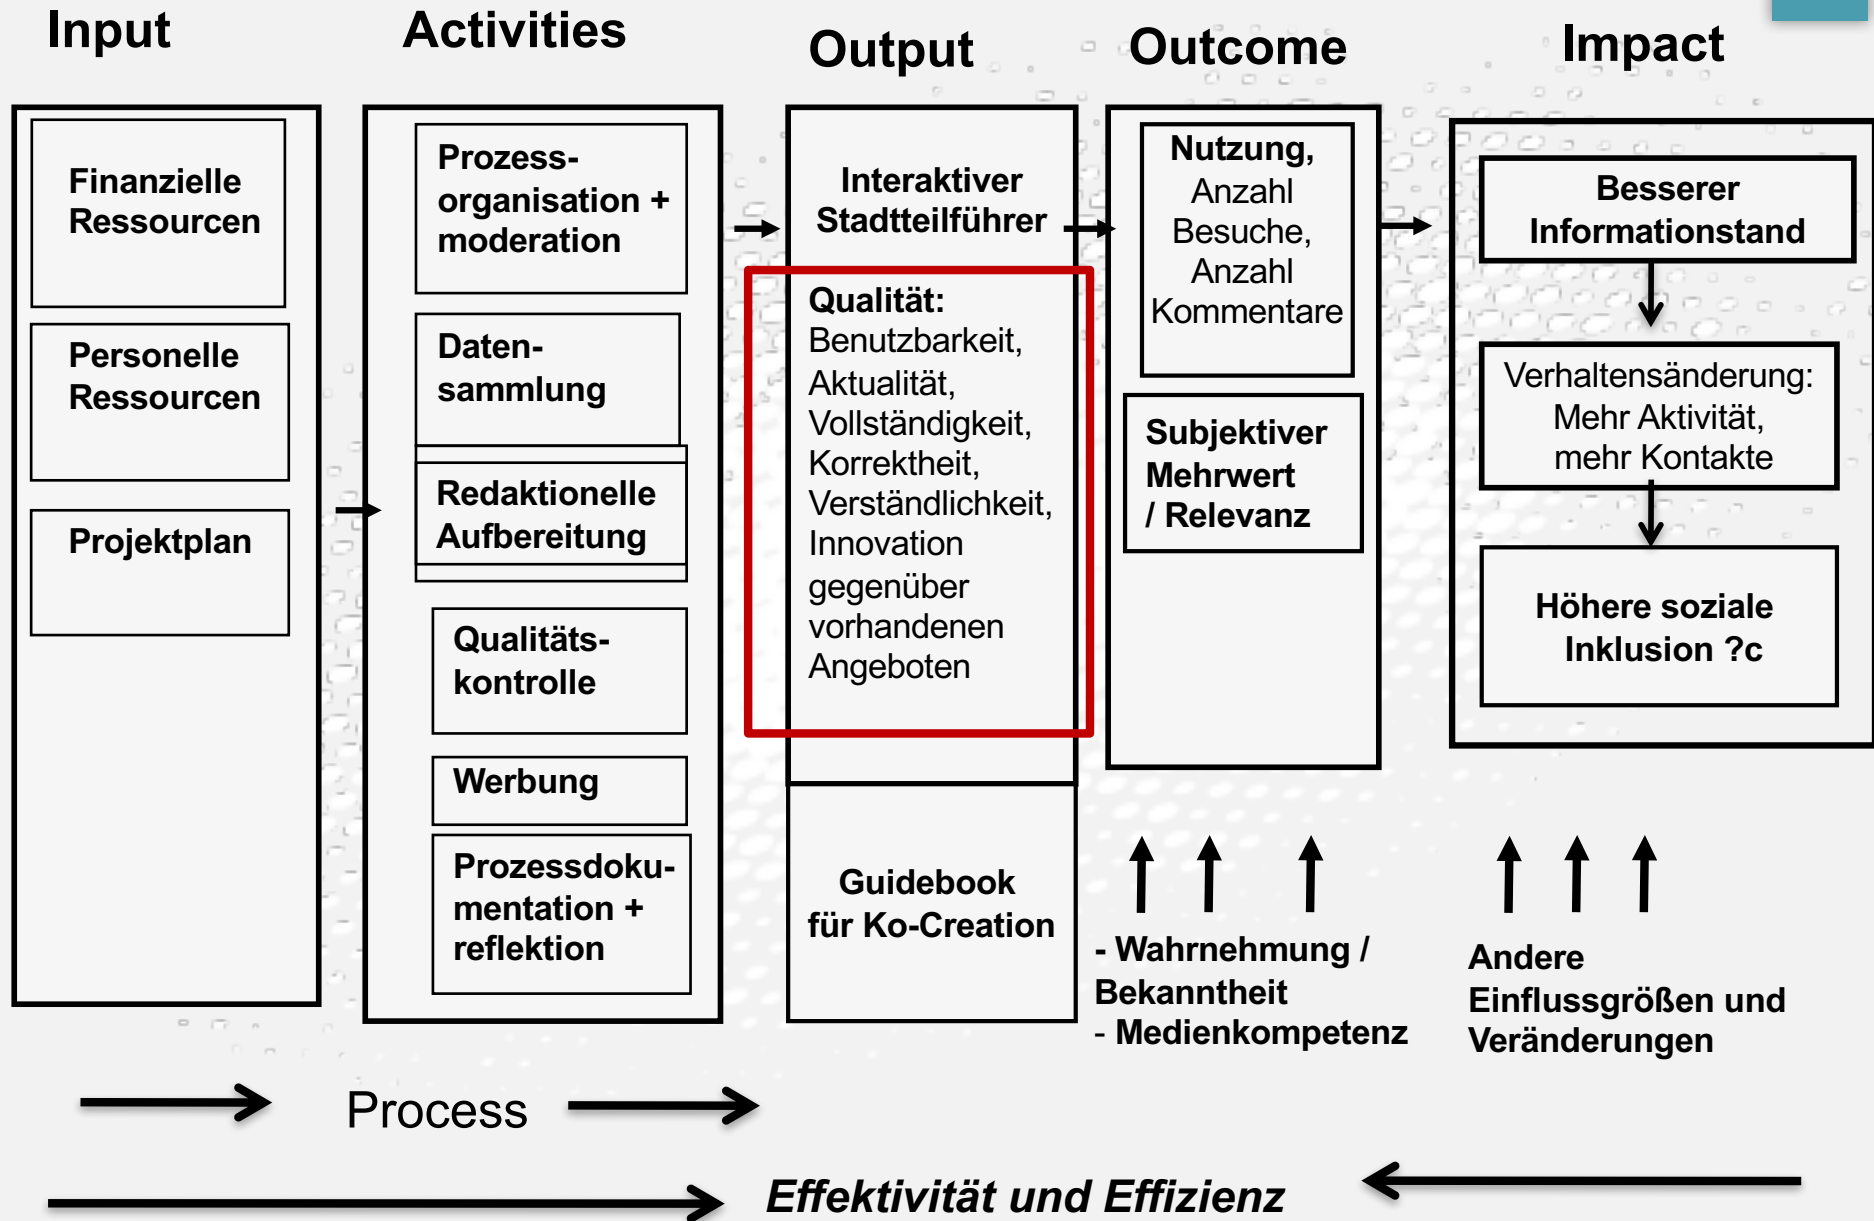 Input
Activities
Output
Outcome
Impact
Finanzielle
Ressourcen
Personelle
Ressourcen
Projektplan
Prozess-
organisation +
moderation
Daten-
sammlung
Redaktionelle
Aufbereitung
Qualitäts-
kontrolle
Werbung
Prozessdoku-
mentation +
reflektion
Interaktiver
Stadtteilführer
Qualität:
Benutzbarkeit,
Aktualität,
Vollständigkeit,
Korrektheit,
Verständlichkeit,
Innovation
gegenüber
vorhandenen
Angeboten
Guidebook
für Ko-Creation
Nutzung,
Anzahl
Besuche,
Anzahl
Kommentare
Subjektiver
Mehrwert
/ Relevanz
- Wahrnehmung /
Bekanntheit
- Medienkompetenz
Besserer
Informationstand
Verhaltensänderung:
Mehr Aktivität,
mehr Kontakte
Höhere soziale
Inklusion ?c
Andere
Einflussgrößen und
Veränderungen
Process
Effektivität und Effizienz